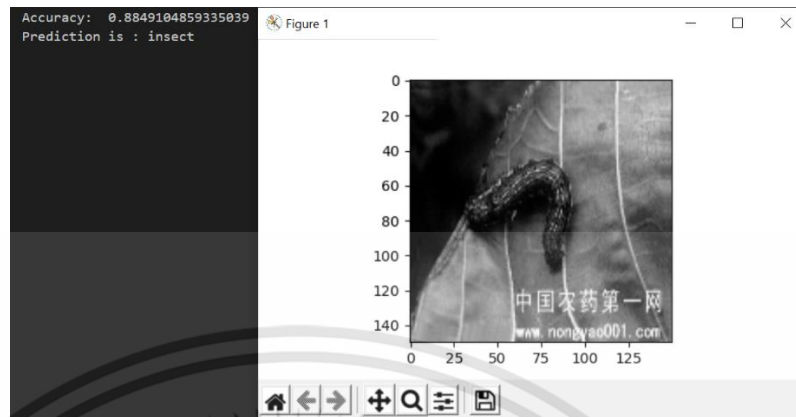 Accuracy:  0.8849104859335039
Prediction is : insect
Figure 1
0
20
40
60
80
100
120
140
0 25 50 75 100 125
中国农药第一网
www.nongyao001.com